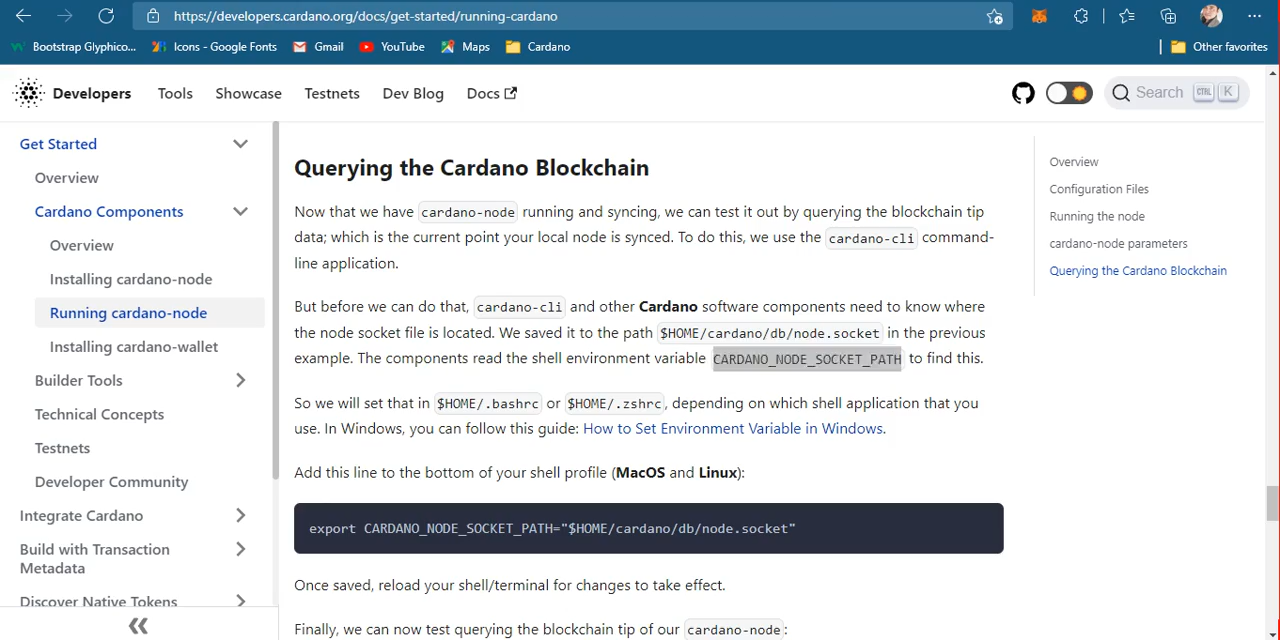 https://developers.cardano.org/docs/get-started/running-cardano
Bootstrap Glyphico...
Icons - Google Fonts
Gmail
YouTube
Maps
Cardano
Other favorites
Developers
Tools
Showcase
Testnets
Dev Blog
Docs
Search
CTRL
K
Get Started
Overview
Cardano Components
Overview
Installing cardano-node
Running cardano-node
Installing cardano-wallet
Builder Tools
Technical Concepts
Testnets
Developer Community
Integrate Cardano
Build with Transaction
Metadata
Discover Native Tokens
Querying the Cardano Blockchain
Now that we have cardano-node running and syncing, we can test it out by querying the blockchain tip
data; which is the current point your local node is synced. To do this, we use the cardano-cli command-
line application.
But before we can do that, cardano-cli and other Cardano software components need to know where
the node socket file is located. We saved it to the path $HOME/cardano/db/node.socket in the previous
example. The components read the shell environment variable CARDANO_NODE_SOCKET_PATH to find this.
So we will set that in $HOME/.bashrc or $HOME/.zshrc, depending on which shell application that you
use. In Windows, you can follow this guide: How to Set Environment Variable in Windows.
Add this line to the bottom of your shell profile (MacOS and Linux):
export CARDANO_NODE_SOCKET_PATH="$HOME/cardano/db/node.socket"
Once saved, reload your shell/terminal for changes to take effect.
Finally, we can now test querying the blockchain tip of our cardano-node:
Overview
Configuration Files
Running the node
cardano-node parameters
Querying the Cardano Blockchain